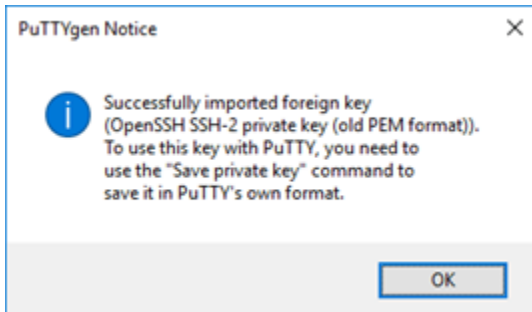 PuTTYgen Notice
Successfully imported foreign key
(OpenSSH SSH-2 private key (old PEM format)).
To use this key with PuTTY, you need to
use the "Save private key" command to
save it in PuTTY's own format.
OK